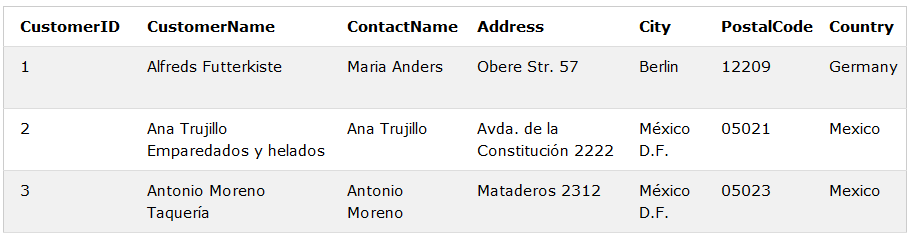 CustomerID CustomerName ContactName Address City PostalCode Country
1 Alfreds Futterkiste Maria Anders Obere Str. 57 Berlin 12209 Germany
2 Ana Trujillo Ana Trujillo Avda. de la México 05021 Mexico
Emparedados y helados Constitución 2222 D.F.
3 Antonio Moreno Antonio Mataderos 2312 México 05023 Mexico
Taquería Moreno D.F.